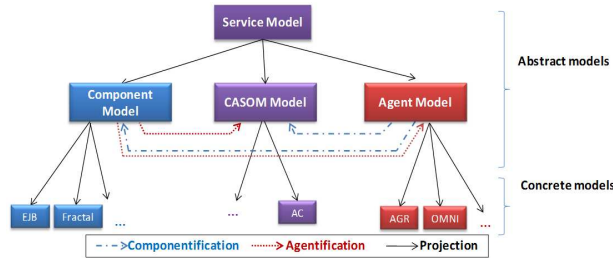 Service Model
Abstract models
Component
Model
CASOM Model
Agent Model
Concrete models
EJB
Fractal
...
...
AC
AGR
OMNI
...
Componentification
Agentification
Projection